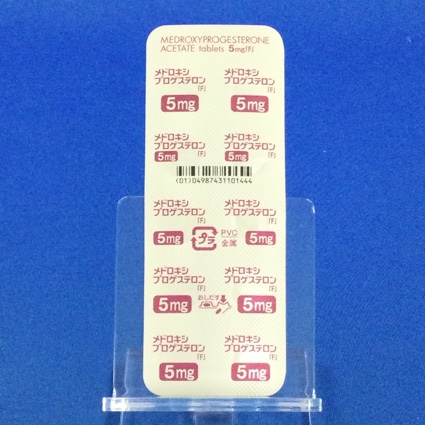 MEDROXYPROGESTERONE
ACETATE tablets 5mg「F」
メドロキシ メドロキシ
プロゲステロン プロゲステロン
「F」 「F」
5mg 5mg
メドロキシ メドロキシ
プロゲステロン プロゲステロン
5mg 「F」 5mg 「F」
(01)04987431101444
メドロキシ メドロキシ
プロゲステロン プロゲステロン
「F」 「F」
5mg プラ PVC 金属 5mg
メドロキシ メドロキシ
プロゲステロン プロゲステロン
「F」 「F」
5mg おしだす 5mg
メドロキシ メドロキシ
プロゲステロン プロゲステロン
「F」 「F」
5mg 5mg